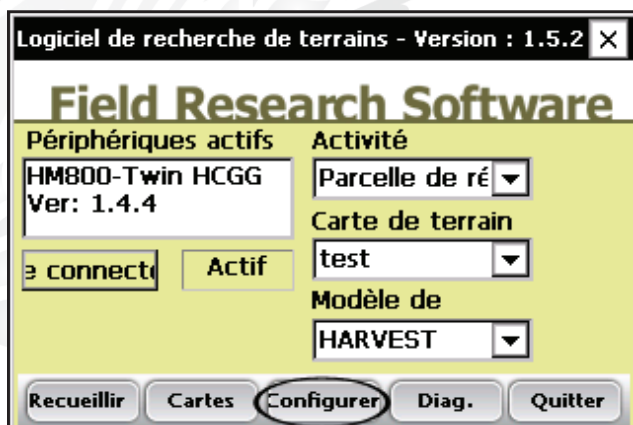 Logiciel de recherche de terrains - Version : 1.5.2
Field Research Software
Périphériques actifs
HM800-Twin HCGG
Ver: 1.4.4
e connecte
Actif
Activité
Parcelle de ré
Carte de terrain
test
Modèle de
HARVEST
Recueillir Cartes Configurer Diag. Quitter